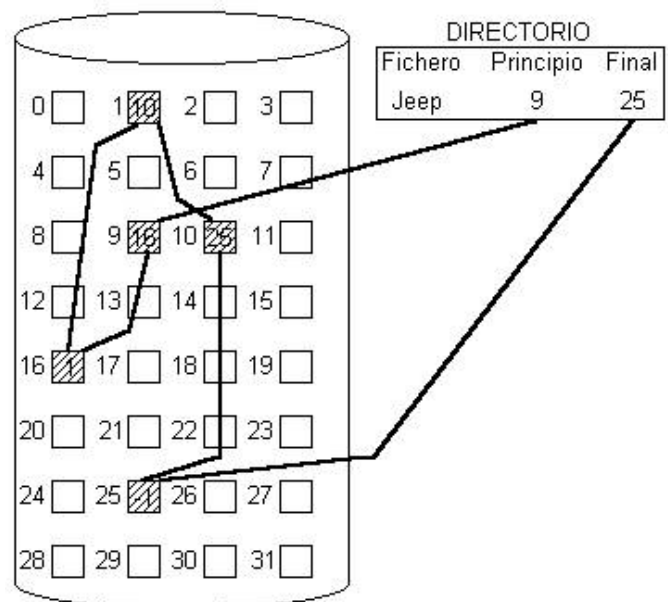 DIRECTORIO
Fichero Principio Final
Jeep 9 25
0 1 10 2 3
4 5 6 7
8 9 16 10 25 11
12 13 14 15
16 1 17 18 19
20 21 22 23
24 25 -1 26 27
28 29 30 31